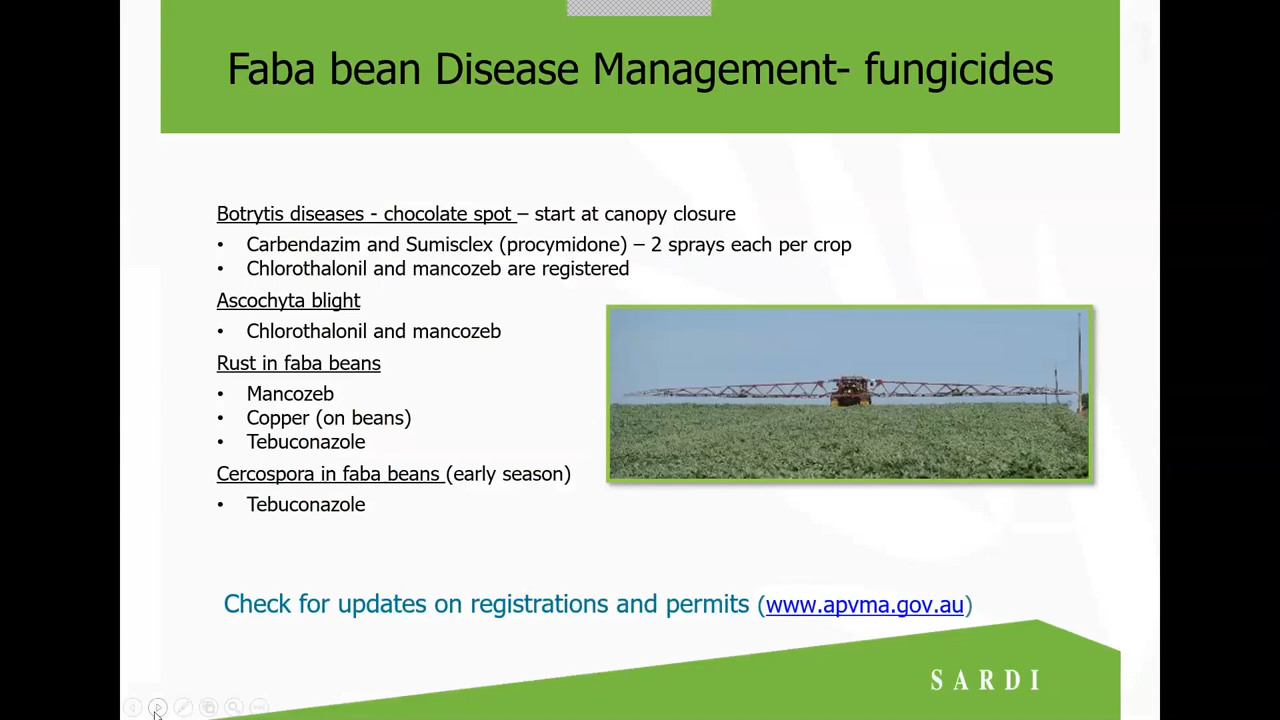 Faba bean Disease Management- fungicides
Botrytis diseases - chocolate spot – start at canopy closure
• Carbendazim and Sumisclex (procymidone) – 2 sprays each per crop
• Chlorothalonil and mancozeb are registered
Ascochyta blight
• Chlorothalonil and mancozeb
Rust in faba beans
• Mancozeb
• Copper (on beans)
• Tebuconazole
Cercospora in faba beans (early season)
• Tebuconazole
Check for updates on registrations and permits (www.apvma.gov.au)
SARDI